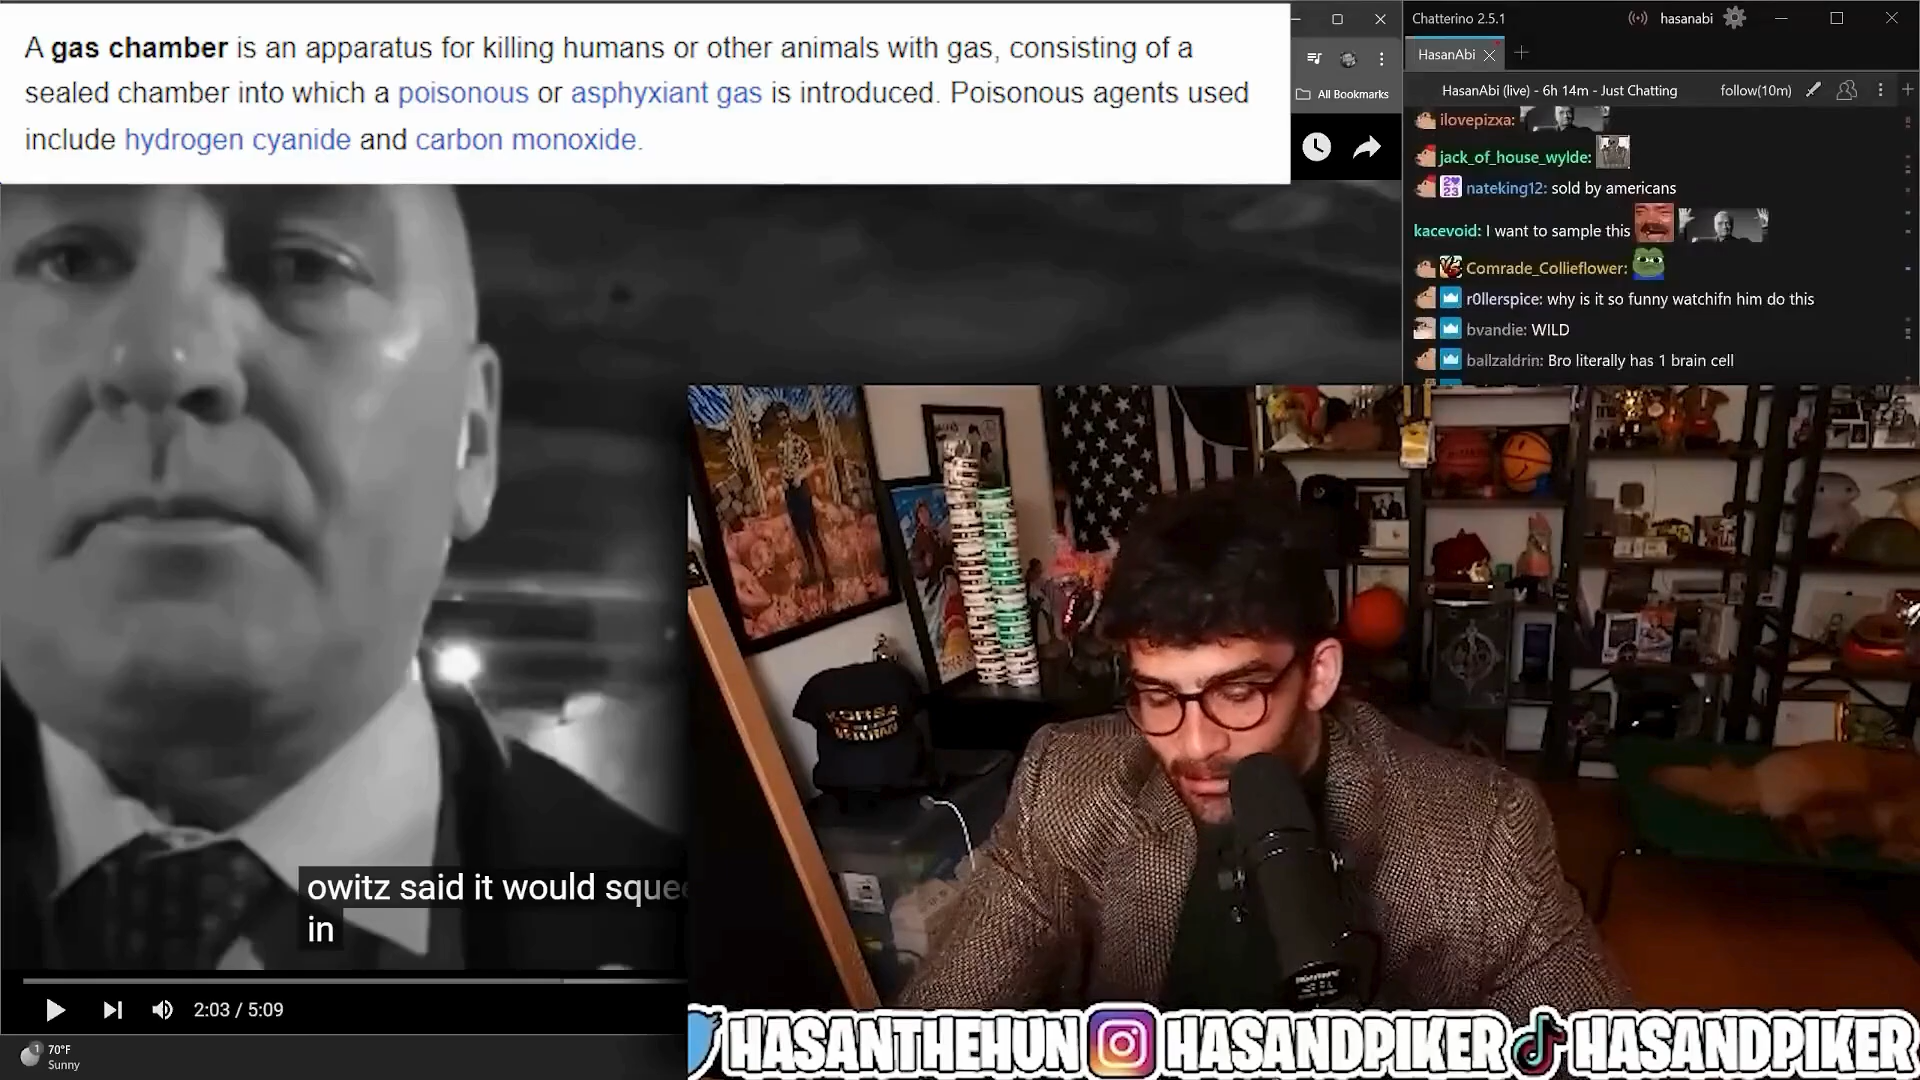 A gas chamber is an apparatus for killing humans or other animals with gas, consisting of a
sealed chamber into which a poisonous or asphyxiant gas is introduced. Poisonous agents used
include hydrogen cyanide and carbon monoxide.
All Bookmarks
Chatterino 2.5.1
hasanabi
HasanAbi
HasanAbi (live) - 6h 14m - Just Chatting
follow(10m)
ilovepizxa:
jack_of_house_wylde:
nateking12: sold by americans
kacevoid: I want to sample this
Comrade_Collieflower:
r0llerspice: why is it so funny watchifn him do this
bvandie: WILD
ballzaldrin: Bro literally has 1 brain cell
KOREA
VETERAN
owitz said it would squee
in
2:03 / 5:09
1
70°F
Sunny
HASANTHEHUN
HASANDPIKER
HASANDPIKER